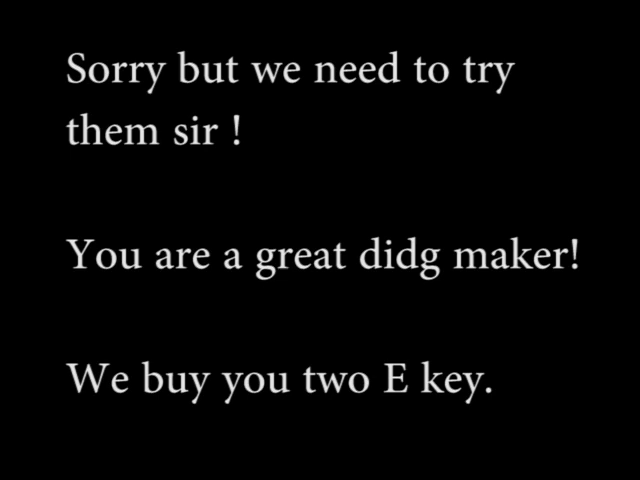 Sorry but we need to try
them sir !
You are a great didg maker!
We buy you two E key.